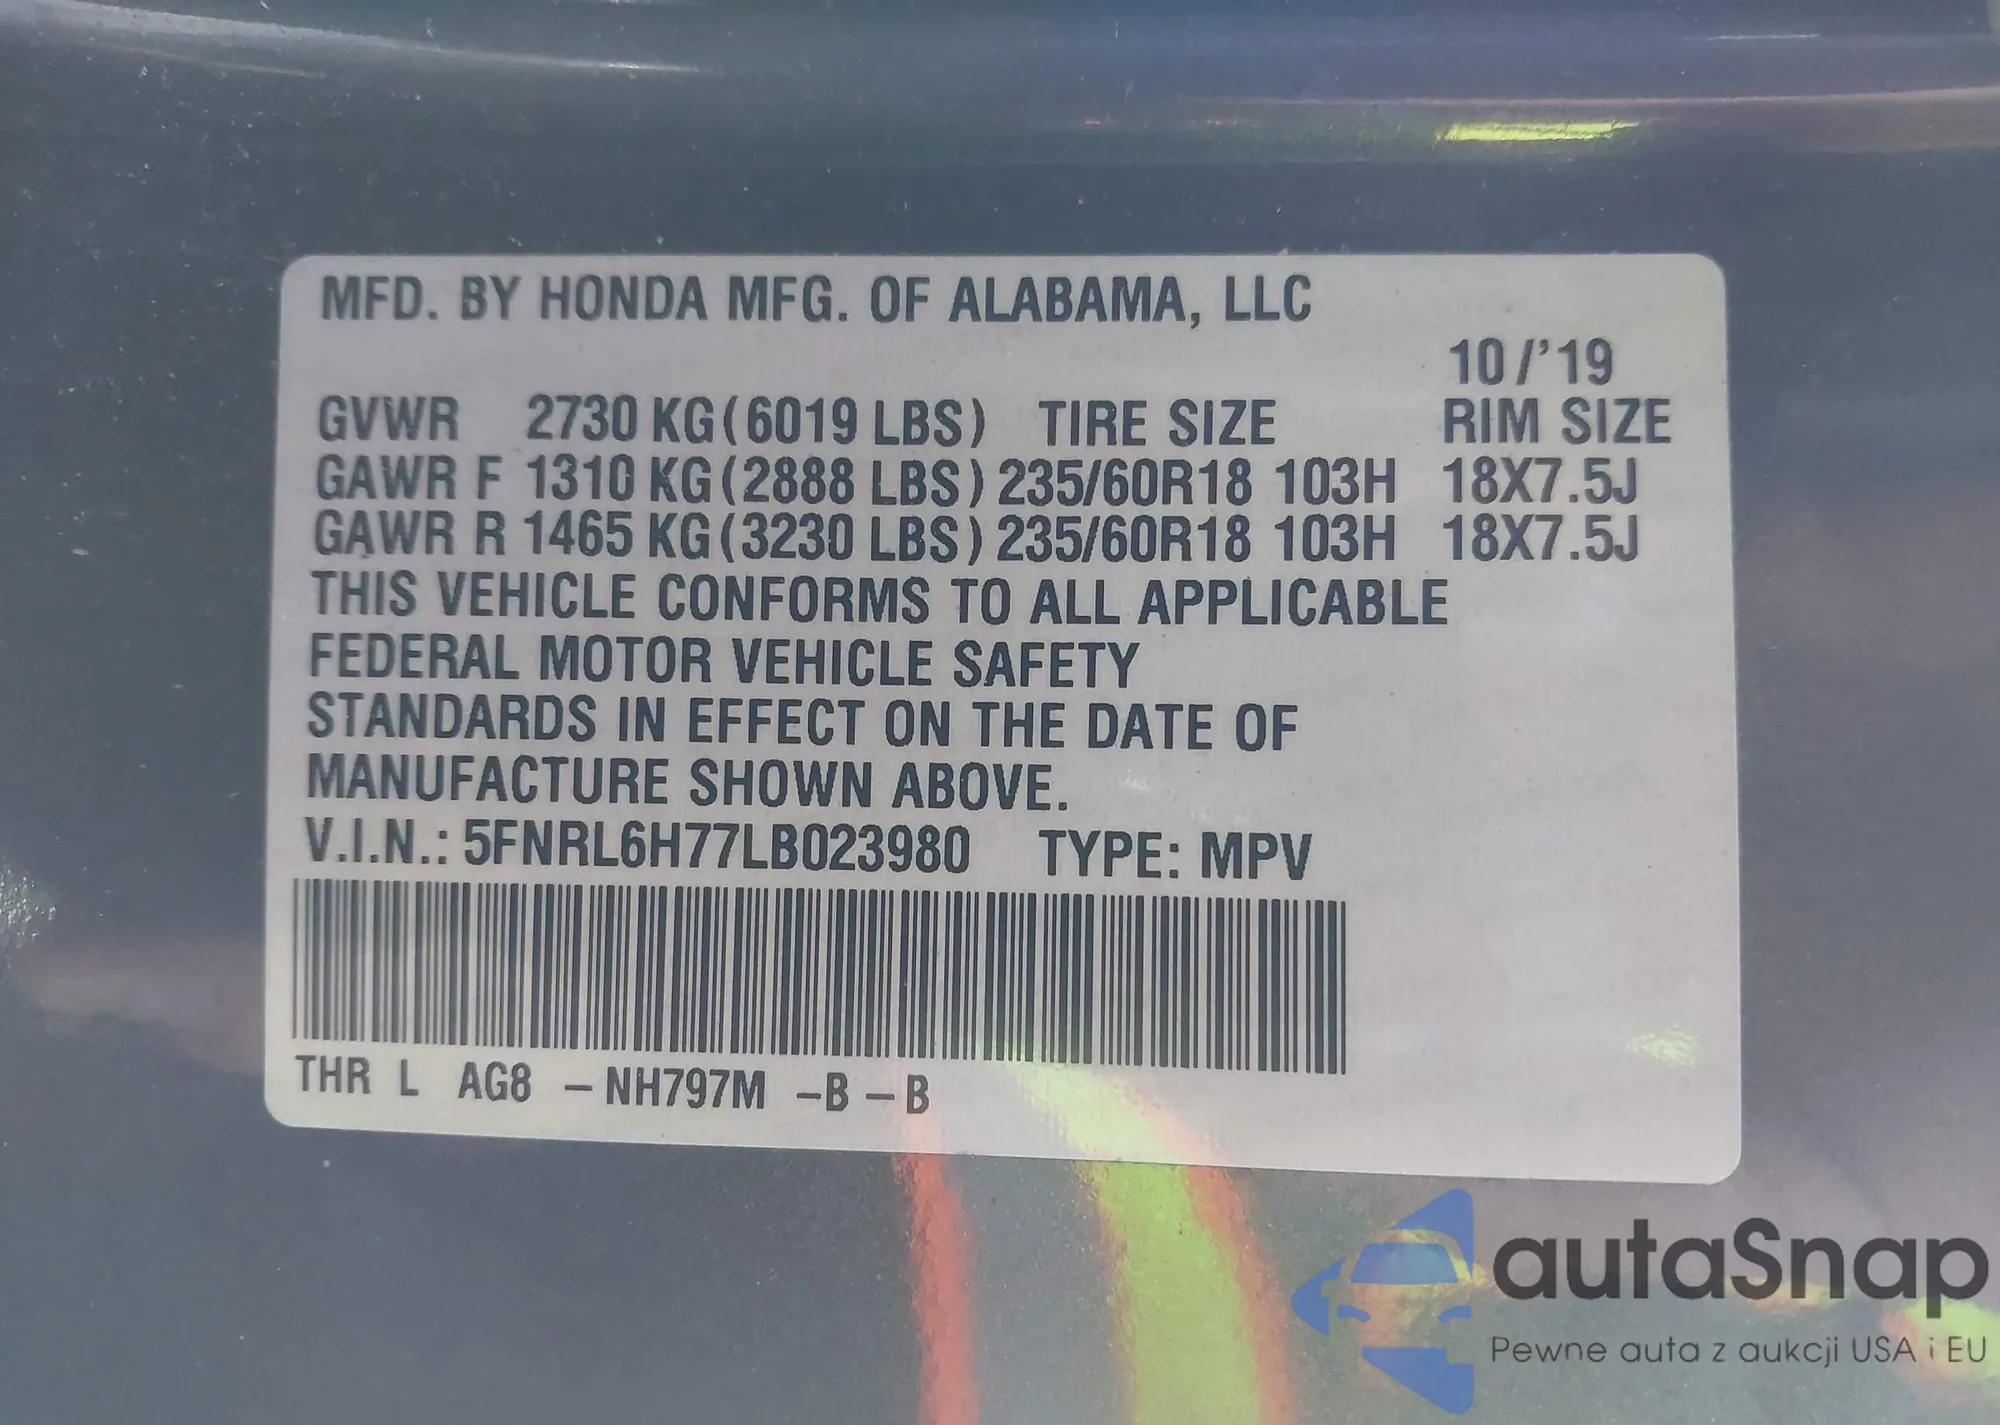 MFD. BY HONDA MFG. OF ALABAMA, LLC
10/'19
GVWR 2730 KG(6019 LBS) TIRE SIZE RIM SIZE
GAWR F 1310 KG(2888 LBS) 235/60R18 103H 18X7.5J
GAWR R 1465 KG(3230 LBS) 235/60R18 103H 18X7.5J
THIS VEHICLE CONFORMS TO ALL APPLICABLE
FEDERAL MOTOR VEHICLE SAFETY
STANDARDS IN EFFECT ON THE DATE OF
MANUFACTURE SHOWN ABOVE.
V.I.N.: 5FNRL6H77LB023980 TYPE: MPV
THR L AG8 –NH797M –B –B
autaSnap
Pewne auta z aukcji USA i EU